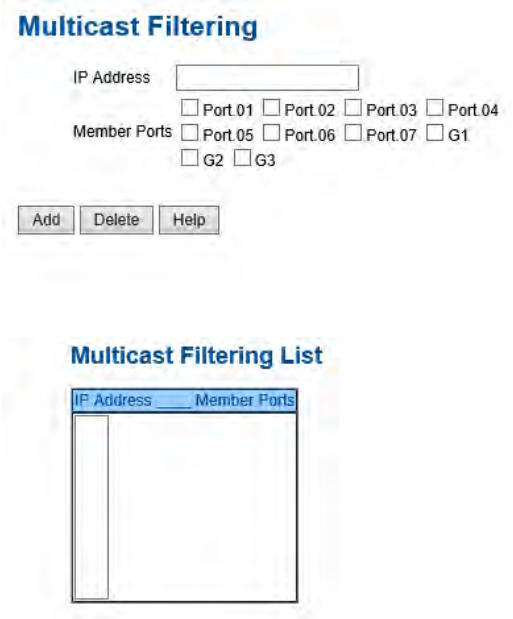 Multicast Filtering
IP Address
Port.01 Port.02 Port.03 Port.04
Member Ports Port.05 Port.06 Port.07 G1
G2 G3
Add Delete Help
Multicast Filtering List
IP Address ____ Member Ports